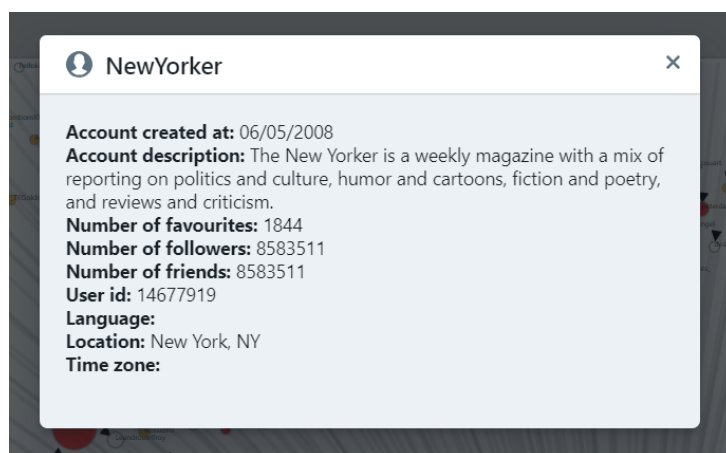 NewYorker
Account created at: 06/05/2008
Account description: The New Yorker is a weekly magazine with a mix of
reporting on politics and culture, humor and cartoons, fiction and poetry,
and reviews and criticism.
Number of favourites: 1844
Number of followers: 8583511
Number of friends: 8583511
User id: 14677919
Language:
Location: New York, NY
Time zone: